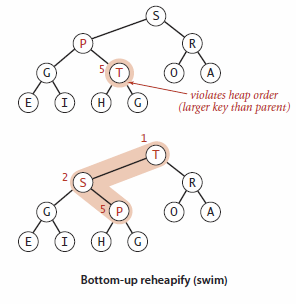 S
P R
G 5 T O A
violates heap order
(larger key than parent)
E I H G
1
T
2 S R
G 5 P O A
E I H G
Bottom-up reheapify (swim)